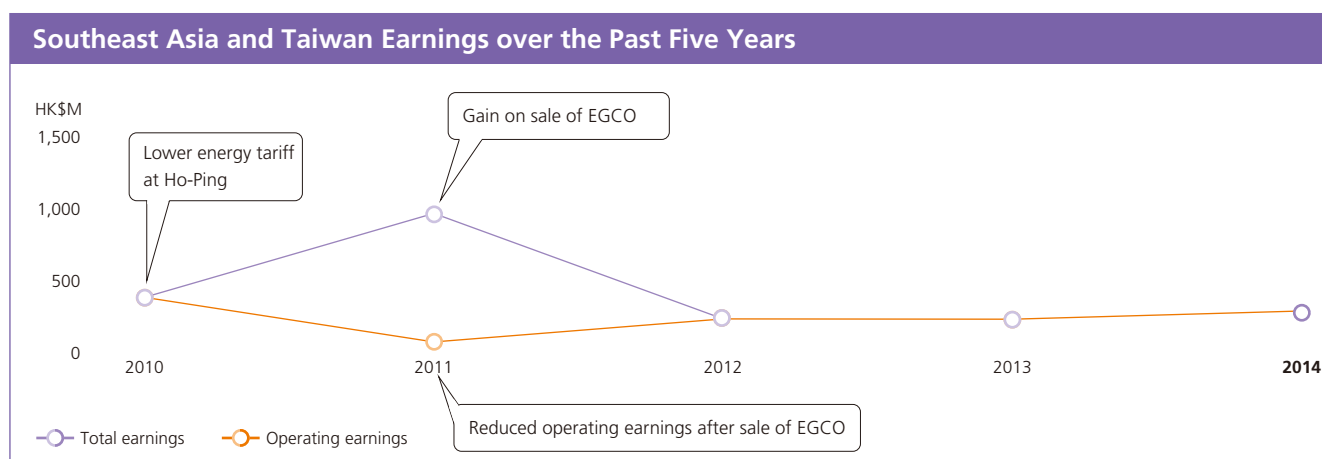 Southeast Asia and Taiwan Earnings over the Past Five Years
HK$M
1,500
1,000
500
0
Lower energy tariff
at Ho-Ping
Gain on sale of EGCO
2010
2011
2012
2013
2014
Reduced operating earnings after sale of EGCO
Total earnings
Operating earnings